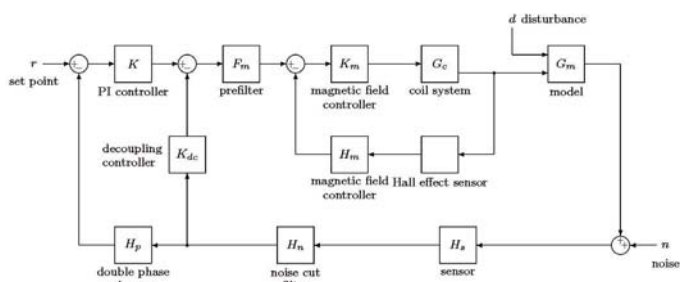 d disturbance
r
set point
K
PI controller
F_m
prefilter
K_m
magnetic field
controller
G_c
coil system
G_m
model
decoupling
controller
K_dc
H_m
magnetic field
controller
Hall effect sensor
H_p
double phase
H_n
noise cut
H_s
sensor
n
noise